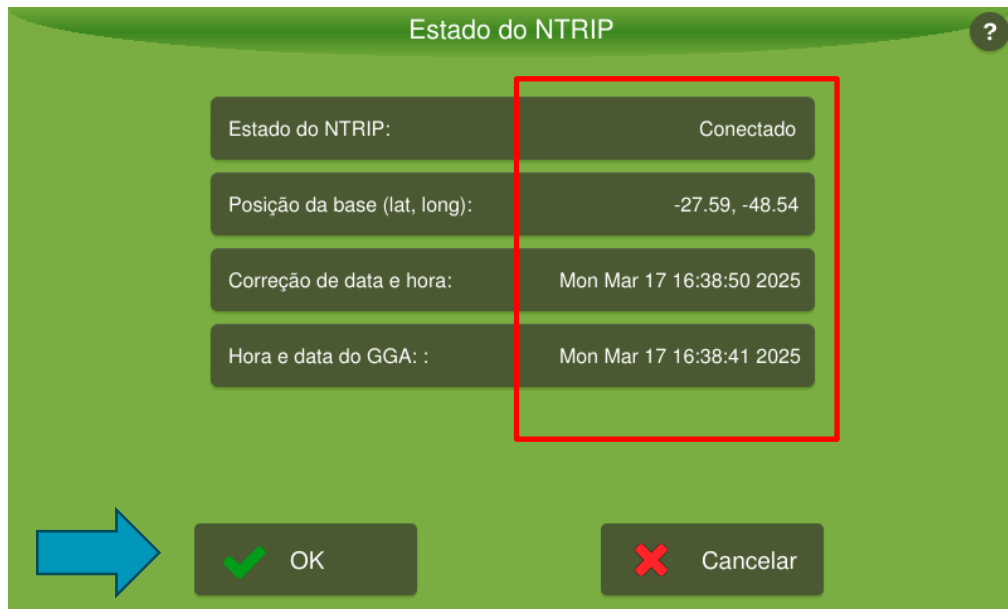 Estado do NTRIP
?
Estado do NTRIP: Conectado
Posição da base (lat, long): -27.59, -48.54
Correção de data e hora: Mon Mar 17 16:38:50 2025
Hora e data do GGA: : Mon Mar 17 16:38:41 2025
OK
Cancelar